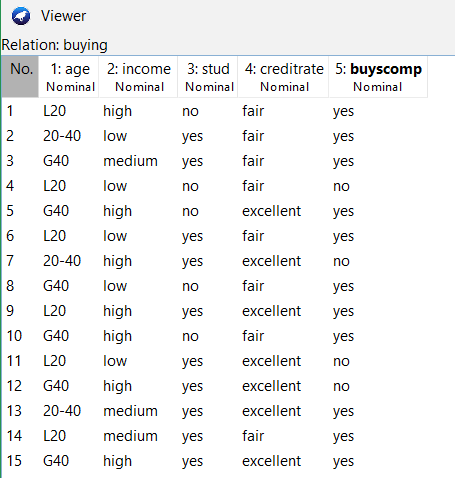 Viewer
Relation: buying
No. 1: age 2: income 3: stud 4: creditrate 5: buyscomp
Nominal Nominal Nominal Nominal Nominal
1 L20 high no fair yes
2 20-40 low yes fair yes
3 G40 medium yes fair yes
4 L20 low no fair no
5 G40 high no excellent yes
6 L20 low yes fair yes
7 20-40 high yes excellent no
8 G40 low no fair yes
9 L20 high yes excellent yes
10 G40 high no fair yes
11 L20 low yes excellent no
12 G40 high yes excellent no
13 20-40 medium yes excellent yes
14 L20 medium yes fair yes
15 G40 high yes excellent yes